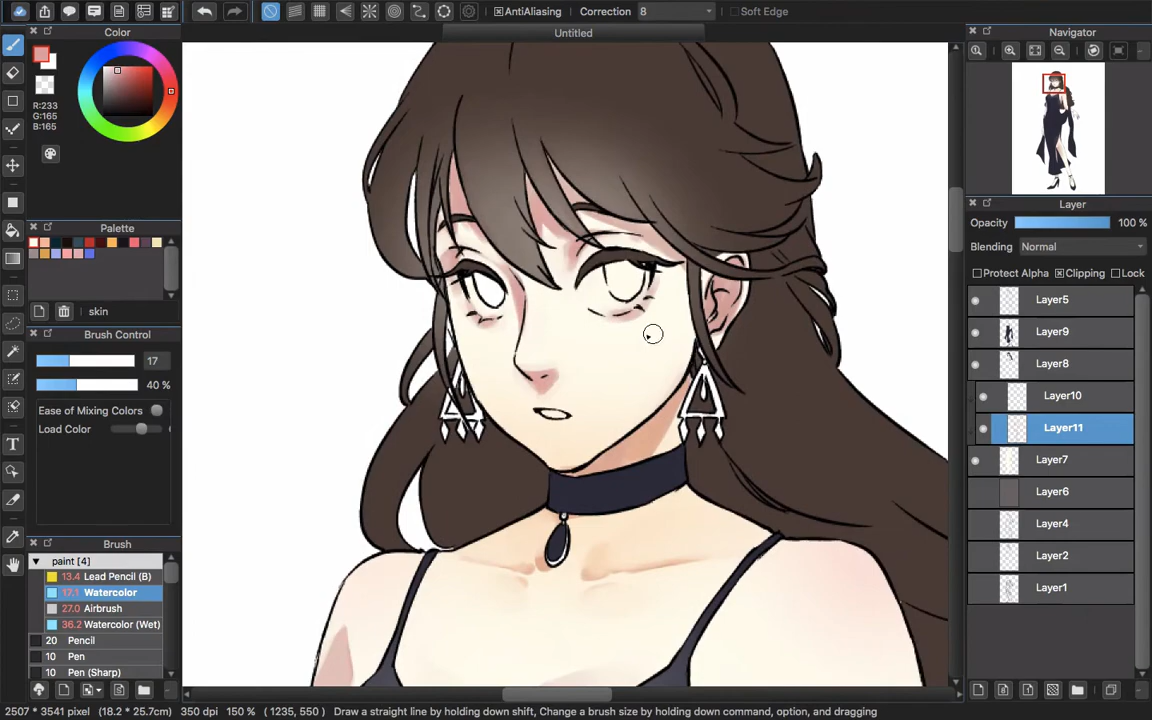 AntiAliasing Correction 8 Soft Edge
Untitled
Color
R:233
G:165
B:165
Palette
skin
Brush Control
17
40 %
Ease of Mixing Colors
Load Color
Brush
paint [4]
13.4 Lead Pencil (B)
17.1 Watercolor
27.0 Airbrush
36.2 Watercolor (Wet)
20 Pencil
10 Pen
10 Pen (Sharp)
Navigator
Layer
Opacity 100 %
Blending Normal
Protect Alpha Clipping Lock
Layer5
Layer9
Layer8
Layer10
Layer11
Layer7
Layer6
Layer4
Layer2
Layer1
2507 * 3541 pixel (18.2 * 25.7cm) 350 dpi 150 % ( 1235, 550 ) Draw a straight line by holding down shift, Change a brush size by holding down command, option, and dragging